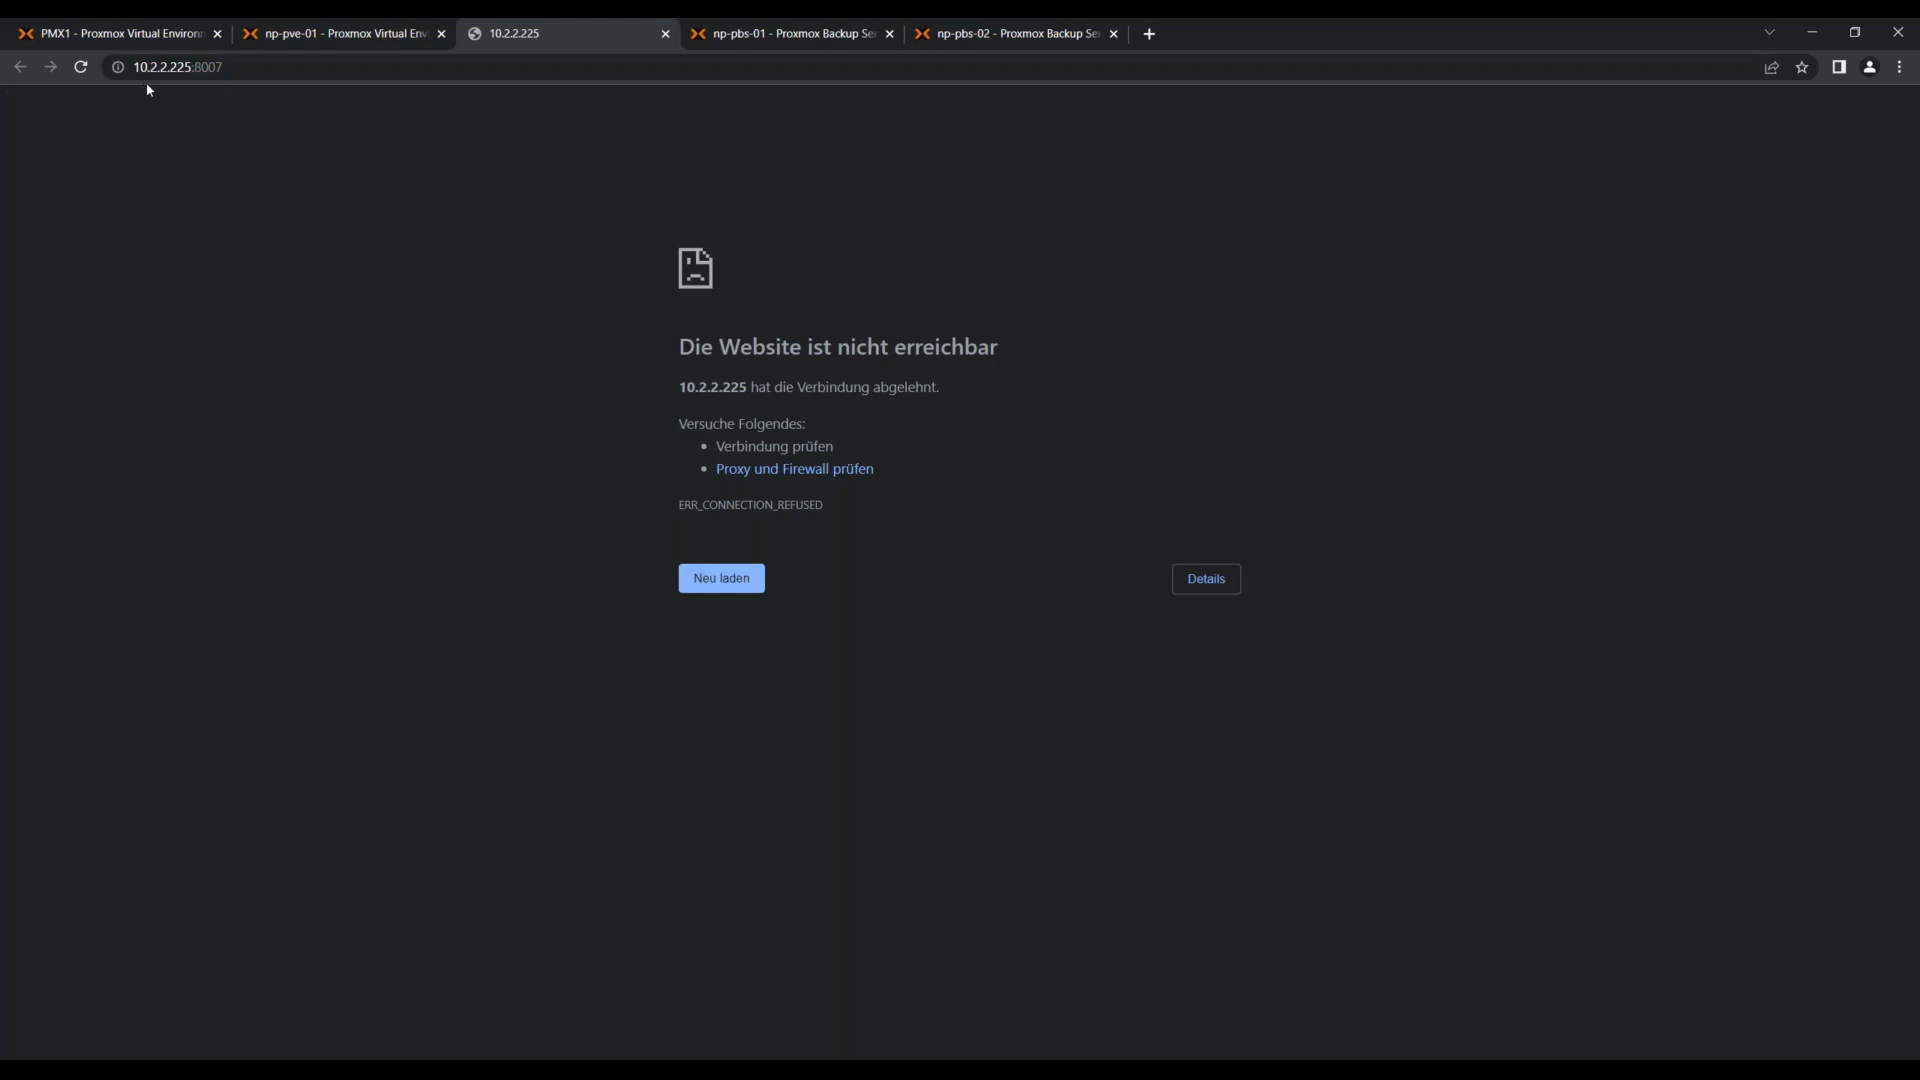 PMX1 - Proxmox Virtual Environ
np-pve-01 - Proxmox Virtual Env
10.2.2.225
np-pbs-01 - Proxmox Backup Se
np-pbs-02 - Proxmox Backup Se
10.2.2.225:8007
Die Website ist nicht erreichbar
10.2.2.225 hat die Verbindung abgelehnt.
Versuche Folgendes:
Verbindung prüfen
Proxy und Firewall prüfen
ERR_CONNECTION_REFUSED
Neu laden
Details